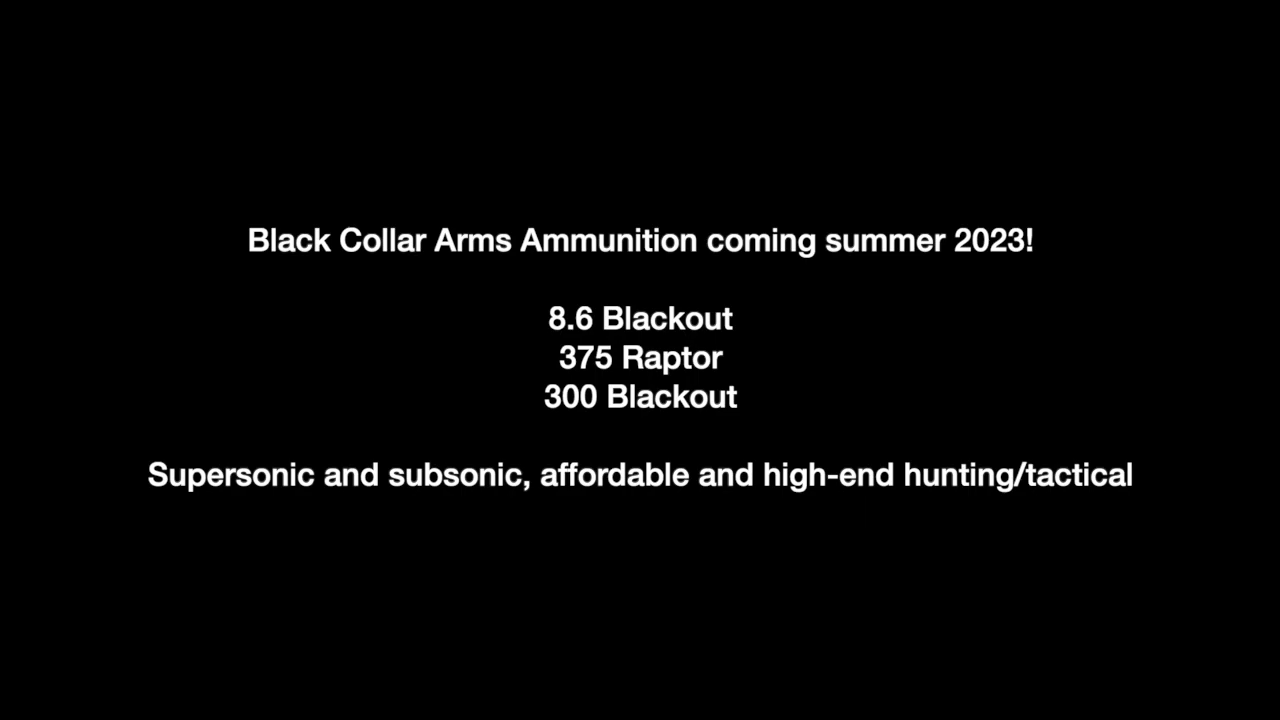 Black Collar Arms Ammunition coming summer 2023!
8.6 Blackout
375 Raptor
300 Blackout
Supersonic and subsonic, affordable and high-end hunting/tactical